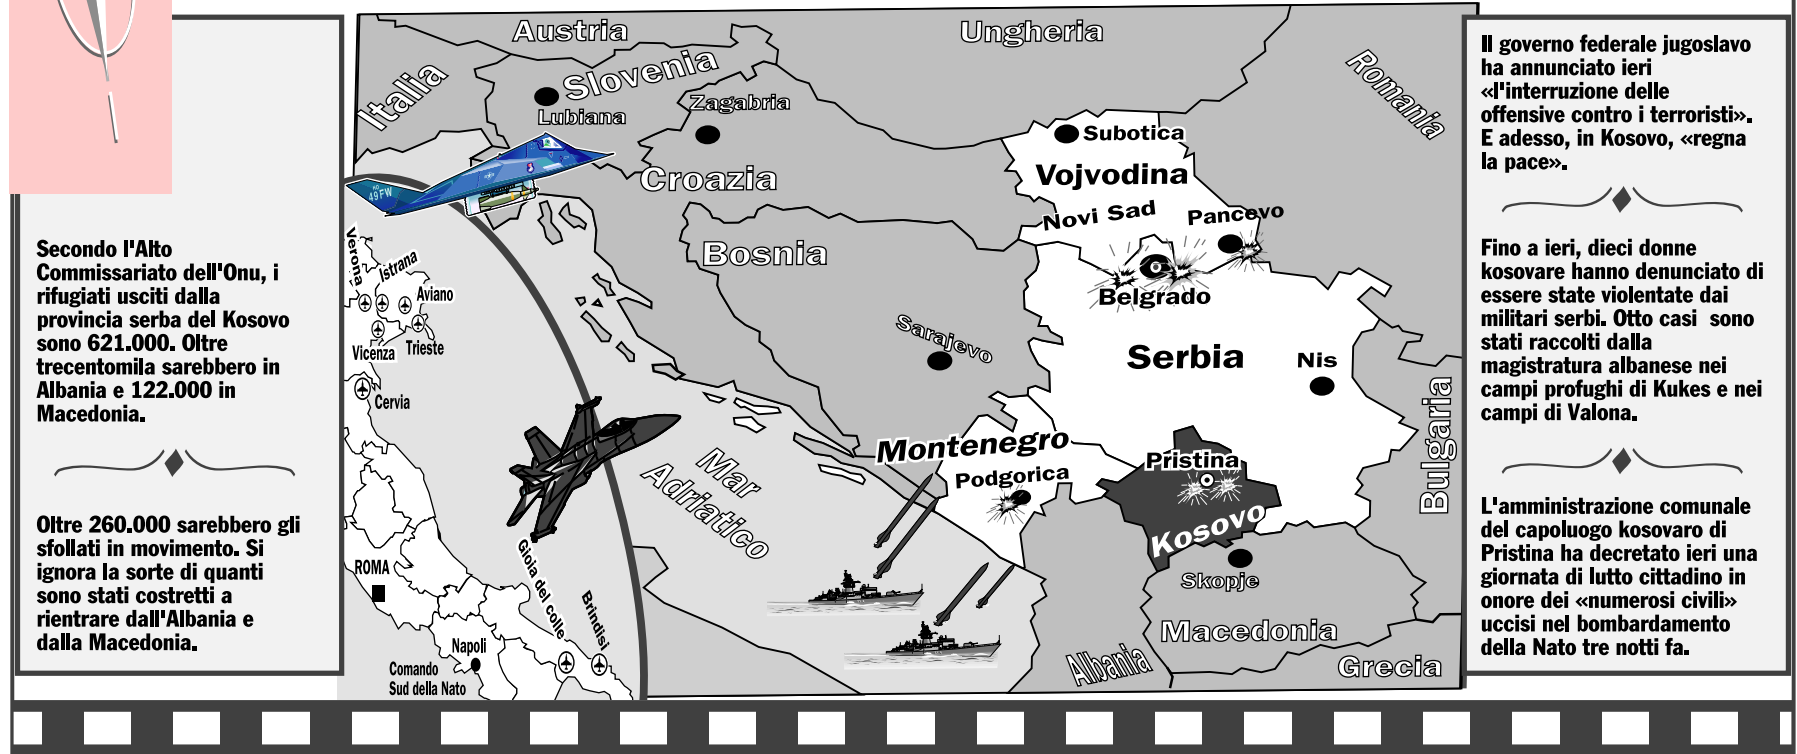 Secondo l'Alto
Commissariato dell'Onu, i
rifugiati usciti dalla
provincia serba del Kosovo
sono 621.000. Oltre
trecentomila sarebbero in
Albania e 122.000 in
Macedonia.
Oltre 260.000 sarebbero gli
sfollati in movimento. Si
ignora la sorte di quanti
sono stati costretti a
rientrare dall'Albania e
dalla Macedonia.
Austria
Ungheria
Italia
Slovenia
Romania
Lubiana
Zagabria
Subotica
Croazia
Vojvodina
49FW
Novi Sad
Pancevo
Bosnia
Verona
Istrana
Aviano
Belgrado
Vicenza
Trieste
Sarajevo
Serbia
Nis
Cervia
Bulgaria
Montenegro
Mar
Adriatico
Podgorica
Pristina
Kosovo
ROMA
Gioia del colle
Brindisi
Skopje
Napoli
Macedonia
Comando
Sud della Nato
Albania
Grecia
Il governo federale jugoslavo
ha annunciato ieri
«l'interruzione delle
offensive contro i terroristi».
E adesso, in Kosovo, «regna
la pace».
Fino a ieri, dieci donne
kosovare hanno denunciato di
essere state violentate dai
militari serbi. Otto casi sono
stati raccolti dalla
magistratura albanese nei
campi profughi di Kukes e nei
campi di Valona.
L'amministrazione comunale
del capoluogo kosovaro di
Pristina ha decretato ieri una
giornata di lutto cittadino in
onore dei «numerosi civili»
uccisi nel bombardamento
della Nato tre notti fa.